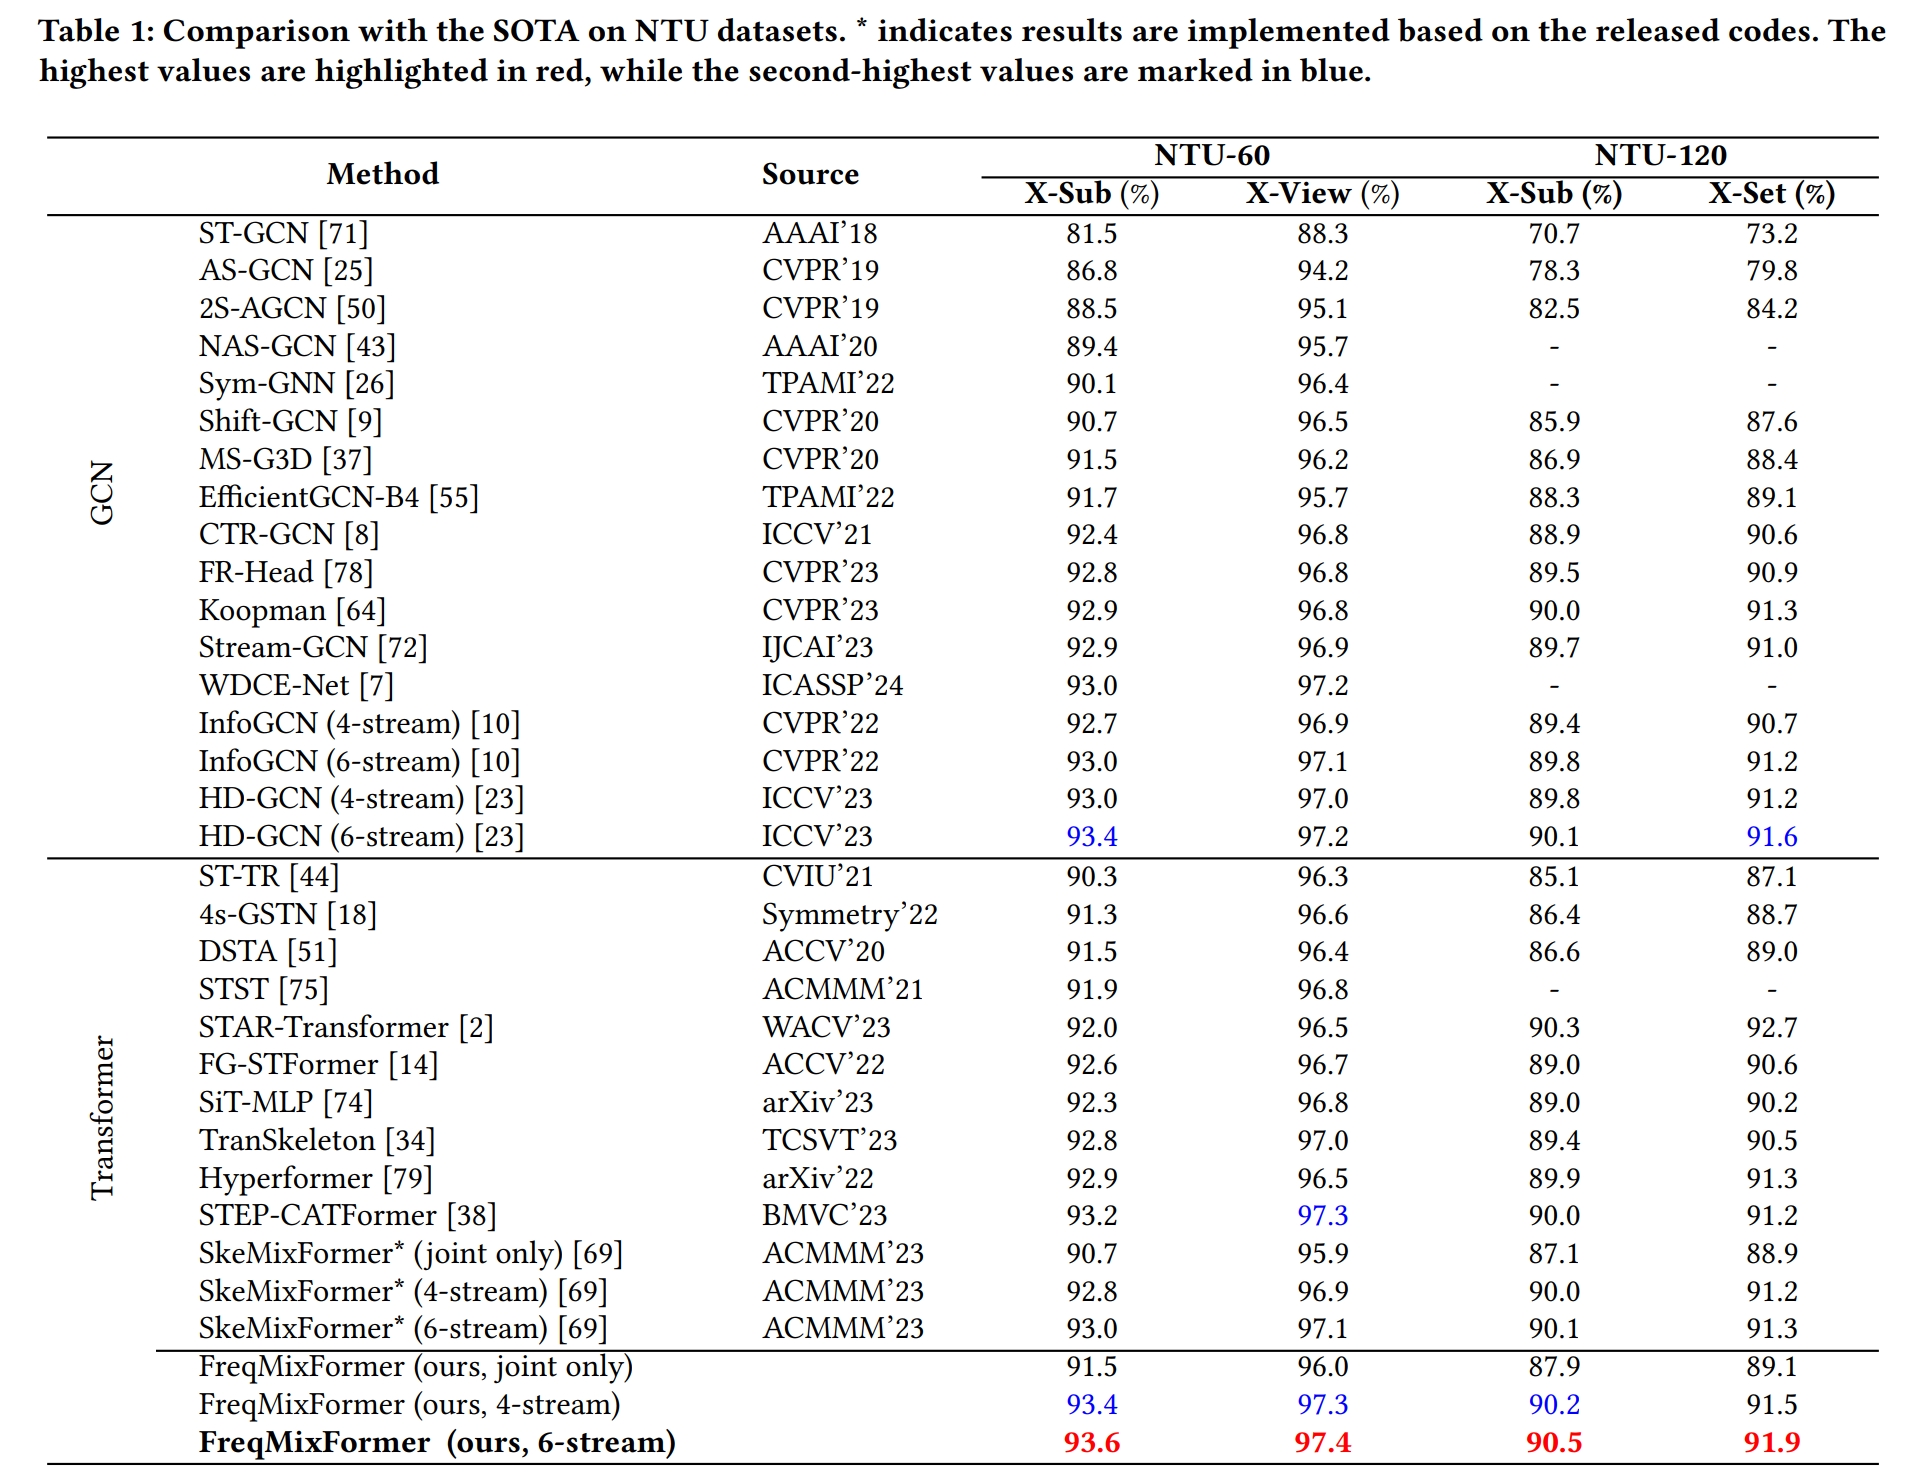 Table 1: Comparison with the SOTA on NTU datasets. * indicates results are implemented based on the released codes. The
highest values are highlighted in red, while the second-highest values are marked in blue.
Method Source NTU-60 NTU-120
X-Sub (%) X-View (%) X-Sub (%) X-Set (%)
GCN
ST-GCN [71] AAAI’18 81.5 88.3 70.7 73.2
AS-GCN [25] CVPR’19 86.8 94.2 78.3 79.8
2S-AGCN [50] CVPR’19 88.5 95.1 82.5 84.2
NAS-GCN [43] AAAI’20 89.4 95.7 - -
Sym-GNN [26] TPAMI’22 90.1 96.4 - -
Shift-GCN [9] CVPR’20 90.7 96.5 85.9 87.6
MS-G3D [37] CVPR’20 91.5 96.2 86.9 88.4
EfficientGCN-B4 [55] TPAMI’22 91.7 95.7 88.3 89.1
CTR-GCN [8] ICCV’21 92.4 96.8 88.9 90.6
FR-Head [78] CVPR’23 92.8 96.8 89.5 90.9
Koopman [64] CVPR’23 92.9 96.8 90.0 91.3
Stream-GCN [72] IJCAI’23 92.9 96.9 89.7 91.0
WDCE-Net [7] ICASSP’24 93.0 97.2 - -
InfoGCN (4-stream) [10] CVPR’22 92.7 96.9 89.4 90.7
InfoGCN (6-stream) [10] CVPR’22 93.0 97.1 89.8 91.2
HD-GCN (4-stream) [23] ICCV’23 93.0 97.0 89.8 91.2
HD-GCN (6-stream) [23] ICCV’23 93.4 97.2 90.1 91.6
Transformer
ST-TR [44] CVIU’21 90.3 96.3 85.1 87.1
4s-GSTN [18] Symmetry’22 91.3 96.6 86.4 88.7
DSTA [51] ACCV’20 91.5 96.4 86.6 89.0
STST [75] ACMMM’21 91.9 96.8 - -
STAR-Transformer [2] WACV’23 92.0 96.5 90.3 92.7
FG-STFormer [14] ACCV’22 92.6 96.7 89.0 90.6
SiT-MLP [74] arXiv’23 92.3 96.8 89.0 90.2
TranSkeleton [34] TCSVT’23 92.8 97.0 89.4 90.5
Hyperformer [79] arXiv’22 92.9 96.5 89.9 91.3
STEP-CATFormer [38] BMVC’23 93.2 97.3 90.0 91.2
SkeMixFormer* (joint only) [69] ACMMM’23 90.7 95.9 87.1 88.9
SkeMixFormer* (4-stream) [69] ACMMM’23 92.8 96.9 90.0 91.2
SkeMixFormer* (6-stream) [69] ACMMM’23 93.0 97.1 90.1 91.3
FreqMixFormer (ours, joint only) 91.5 96.0 87.9 89.1
FreqMixFormer (ours, 4-stream) 93.4 97.3 90.2 91.5
FreqMixFormer (ours, 6-stream) 93.6 97.4 90.5 91.9